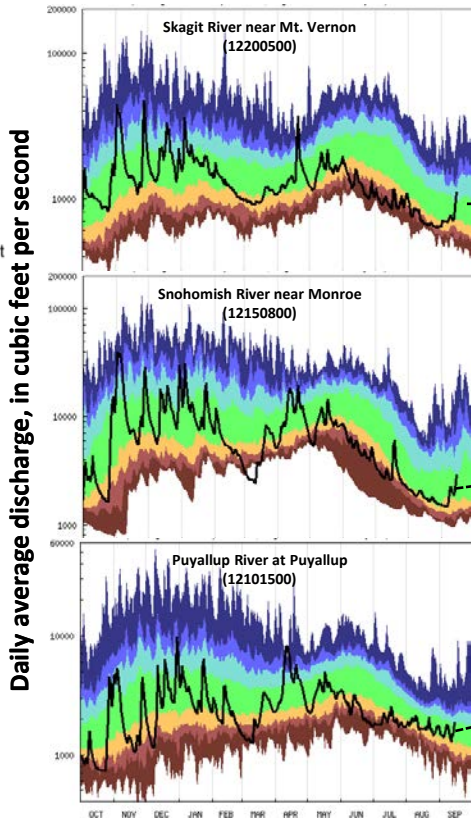 200000
Skagit River near Mt. Vernon
(12200500)
100000
10000
t
Daily average discharge, in cubic feet per second
200000
Snohomish River near Monroe
(12150800)
100000
10000
1000
60000
Puyallup River at Puyallup
(12101500)
10000
1000
OCT NOV DEC JAN FEB MAR APR MAY JUN JUL AUG SEP